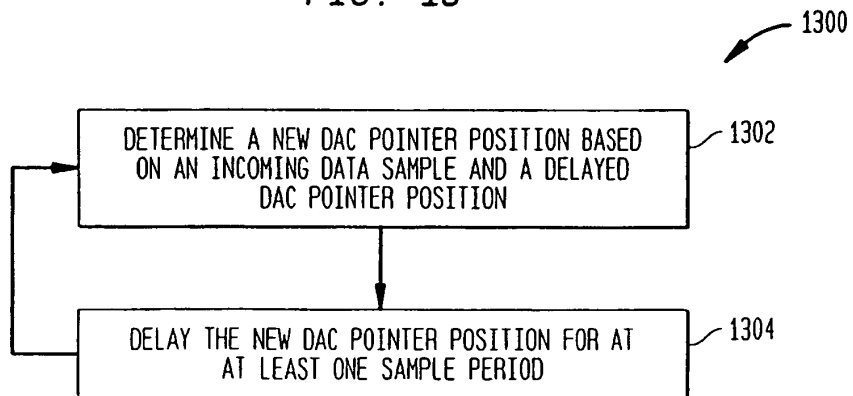 1300
DETERMINE A NEW DAC POINTER POSITION BASED
ON AN INCOMING DATA SAMPLE AND A DELAYED
DAC POINTER POSITION
1302
DELAY THE NEW DAC POINTER POSITION FOR AT
AT LEAST ONE SAMPLE PERIOD
1304